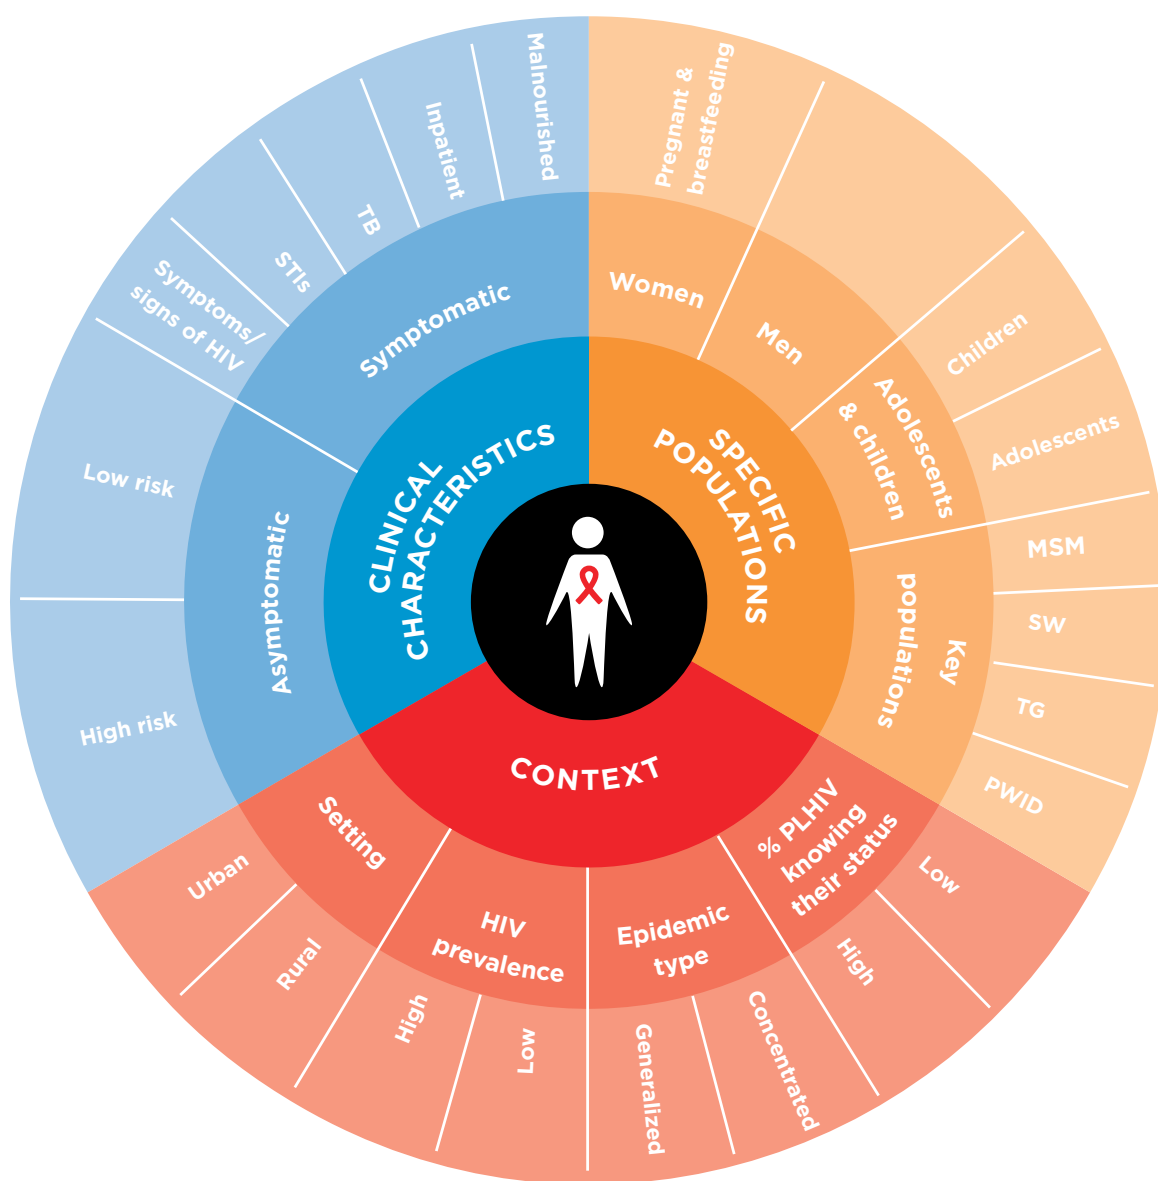 CLINICAL
CHARACTERISTICS
Symptomatic
Malnourished
Inpatient
TB
STIs
Symptoms/
signs of HIV
Asymptomatic
Low risk
High risk
SPECIFIC
POPULATIONS
Women
Pregnant &
breastfeeding
Men
Adolescents
& children
Children
Adolescents
Key
populations
MSM
SW
TG
PWID
CONTEXT
% PLHIV
knowing
their status
Low
High
Epidemic
type
Concentrated
Generalized
HIV
prevalence
Low
High
Setting
Rural
Urban